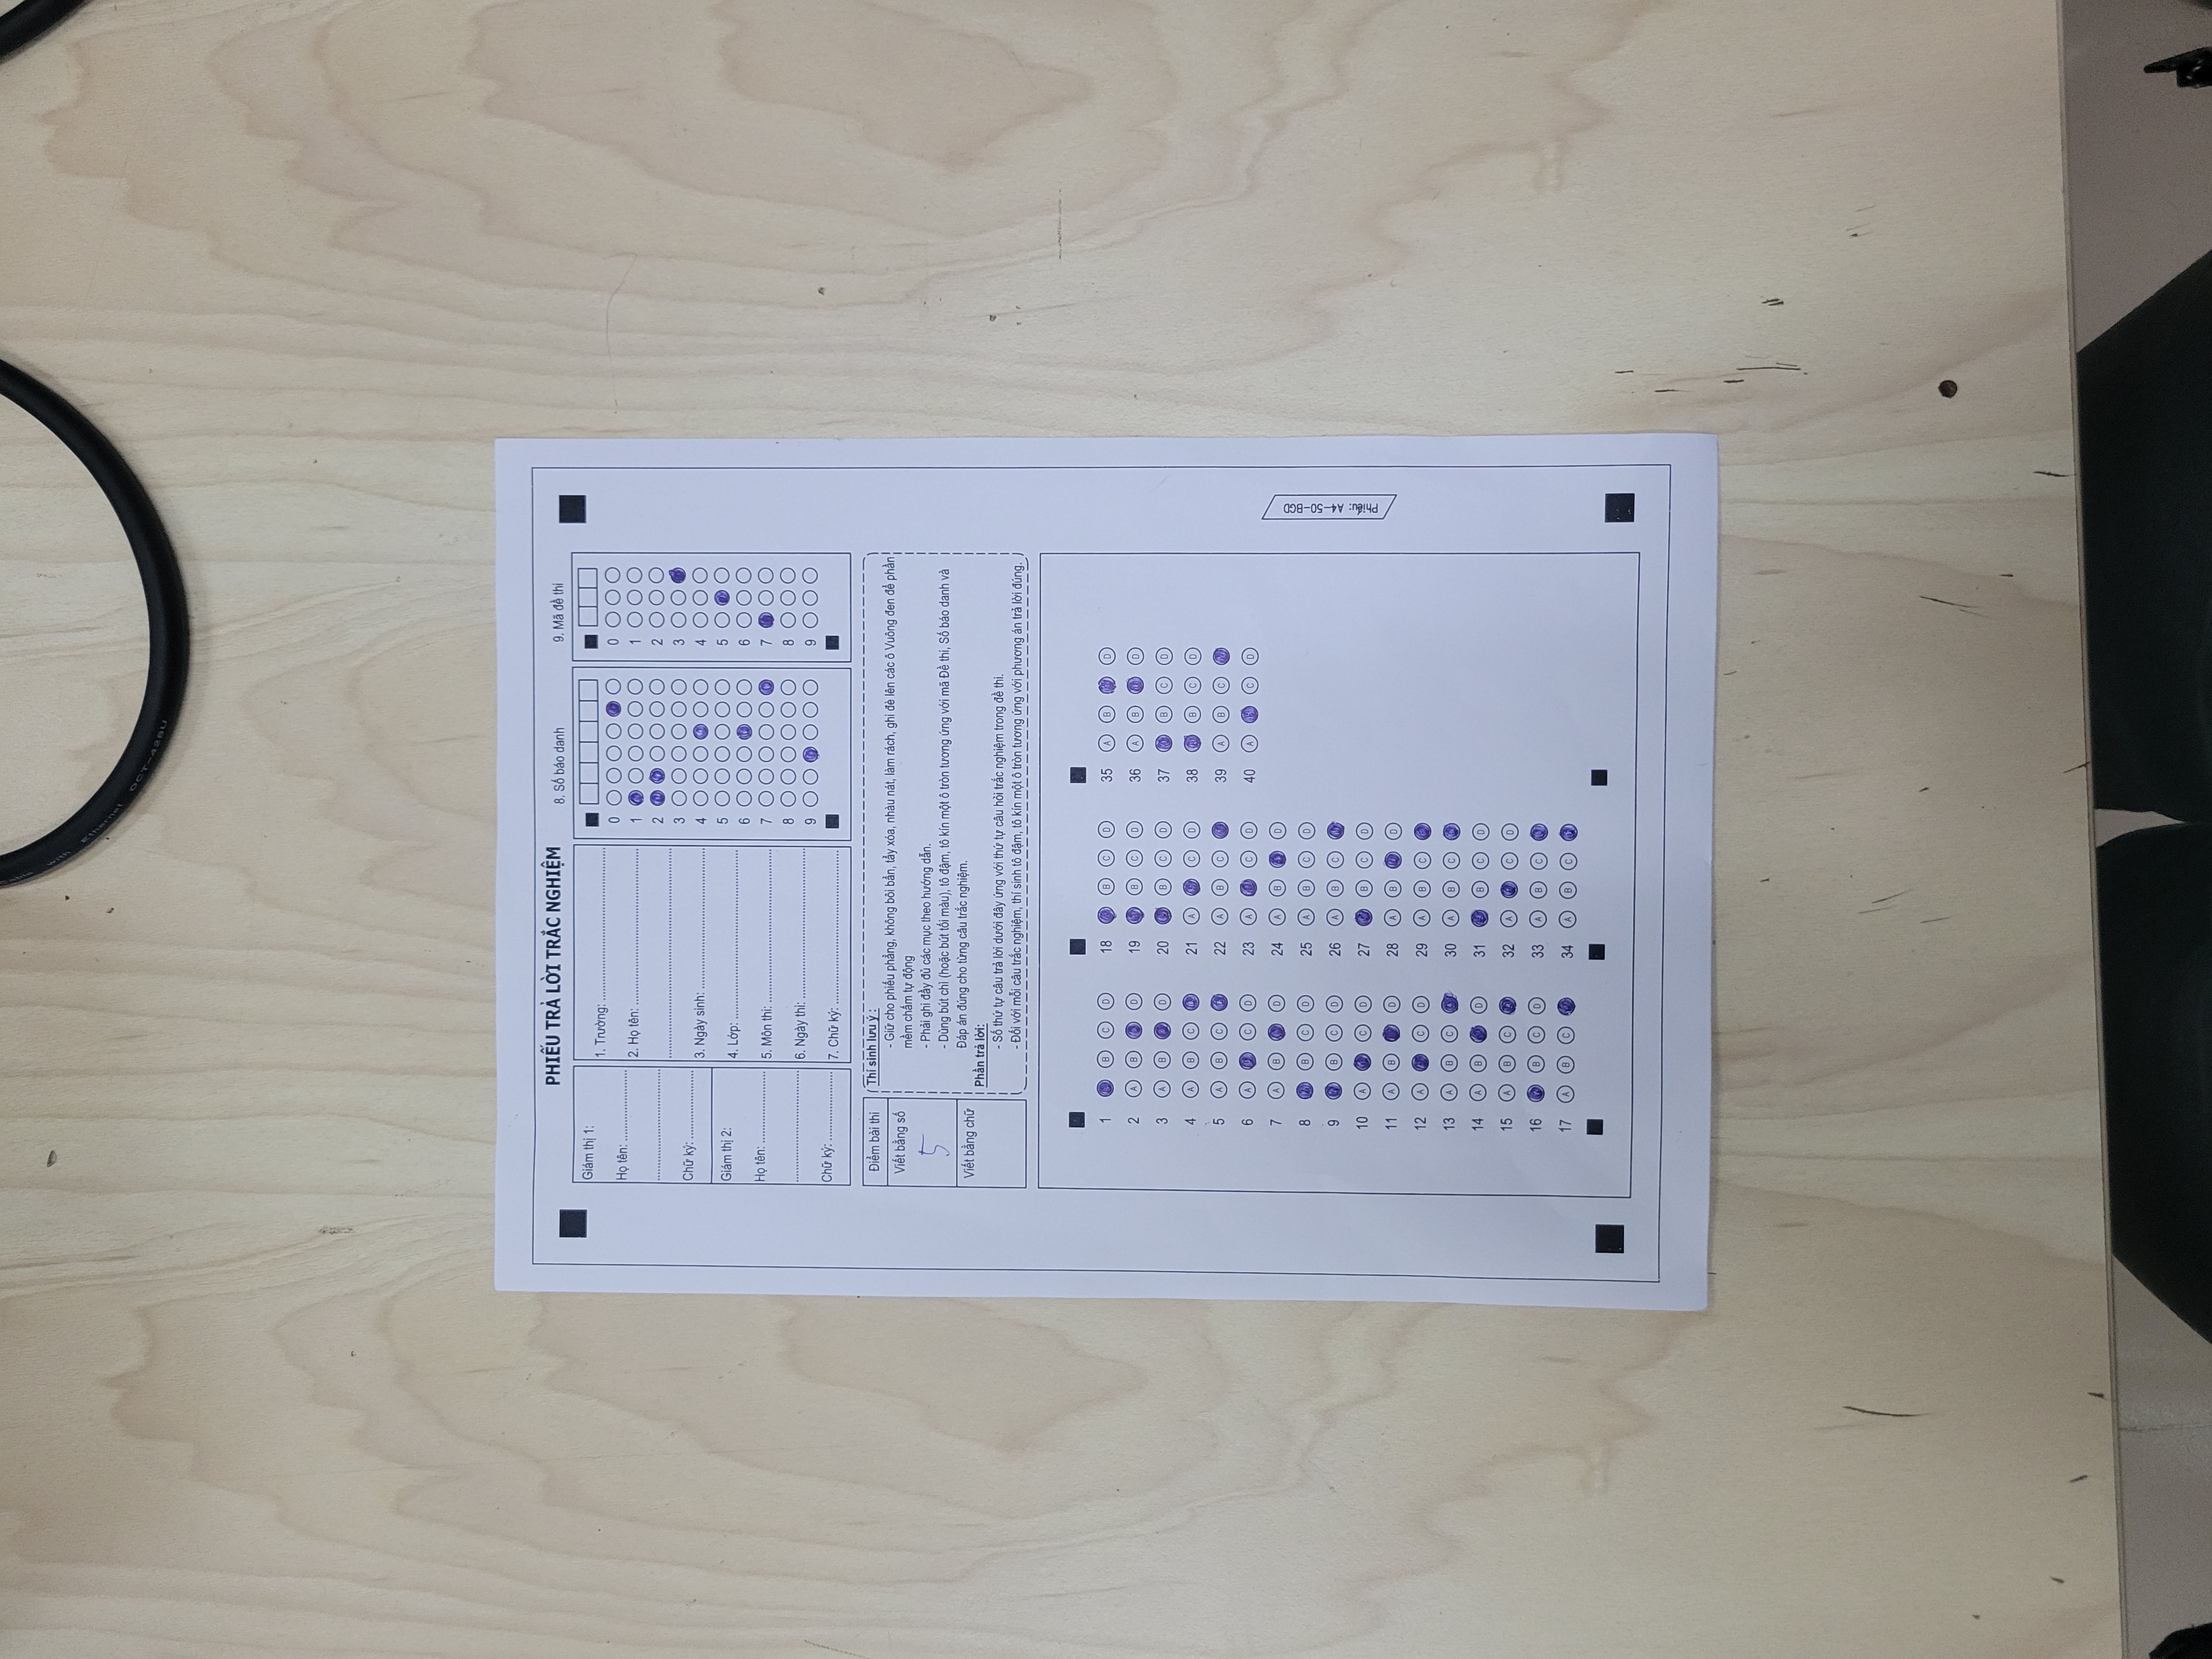 with Ethernet OCT-428U
PHIẾU TRẢ LỜI TRẮC NGHIỆM
8. Số báo danh
9. Mã đề thi
Giám thị 1:
Họ tên: ......................
..................................
Chữ ký: .....................
Giám thị 2:
Họ tên: ......................
..................................
Chữ ký: .....................
1. Trường: ..............................................
2. Họ tên: ...............................................
...............................................................
3. Ngày sinh: ..........................................
4. Lớp: ...................................................
5. Môn thi: ..............................................
6. Ngày thi: .............................................
7. Chữ ký: ..............................................
0 0
1 1
2 2
3 3
4 4
5 5
6 6
7 7
8 8
9 9
Điểm bài thi
Viết bằng số
5
Viết bằng chữ
Thí sinh lưu ý :
- Giữ cho phiếu phẳng, không bôi bẩn, tẩy xóa, nhàu nát, làm rách, ghi đè lên các ô Vuông đen để phần
mềm chấm tự động
- Phải ghi đầy đủ các mục theo hướng dẫn.
- Dùng bút chì (hoặc bút tối màu), tô đậm, tô kín một ô tròn tương ứng với mã Đề thi, Số báo danh và
Đáp án đúng cho từng câu trắc nghiệm.
Phần trả lời:
- Số thứ tự câu trả lời dưới đây ứng với thứ tự câu hỏi trắc nghiệm trong đề thi.
- Đối với mỗi câu trắc nghiệm, thí sinh tô đậm, tô kín một ô tròn tương ứng với phương án trả lời đúng.
1 B C D
2 A B D
3 A B D
4 A B C
5 A B C
6 A C D
7 A B D
8 B C D
9 B C D
10 A C D
11 A B D
12 A C D
13 A B C
14 A B D
15 A B C
16 B C D
17 A B C
18 B C D
19 B C D
20 B C D
21 A C D
22 A B C
23 A C D
24 A B D
25 A B C D
26 A B C
27 B C D
28 A B D
29 A B C
30 A B C
31 B C D
32 A C D
33 A B C
34 A B C
35 A B D
36 A B D
37 B C D
38 B C D
39 A B C
40 A C D
Phiếu: A4-50-BGD